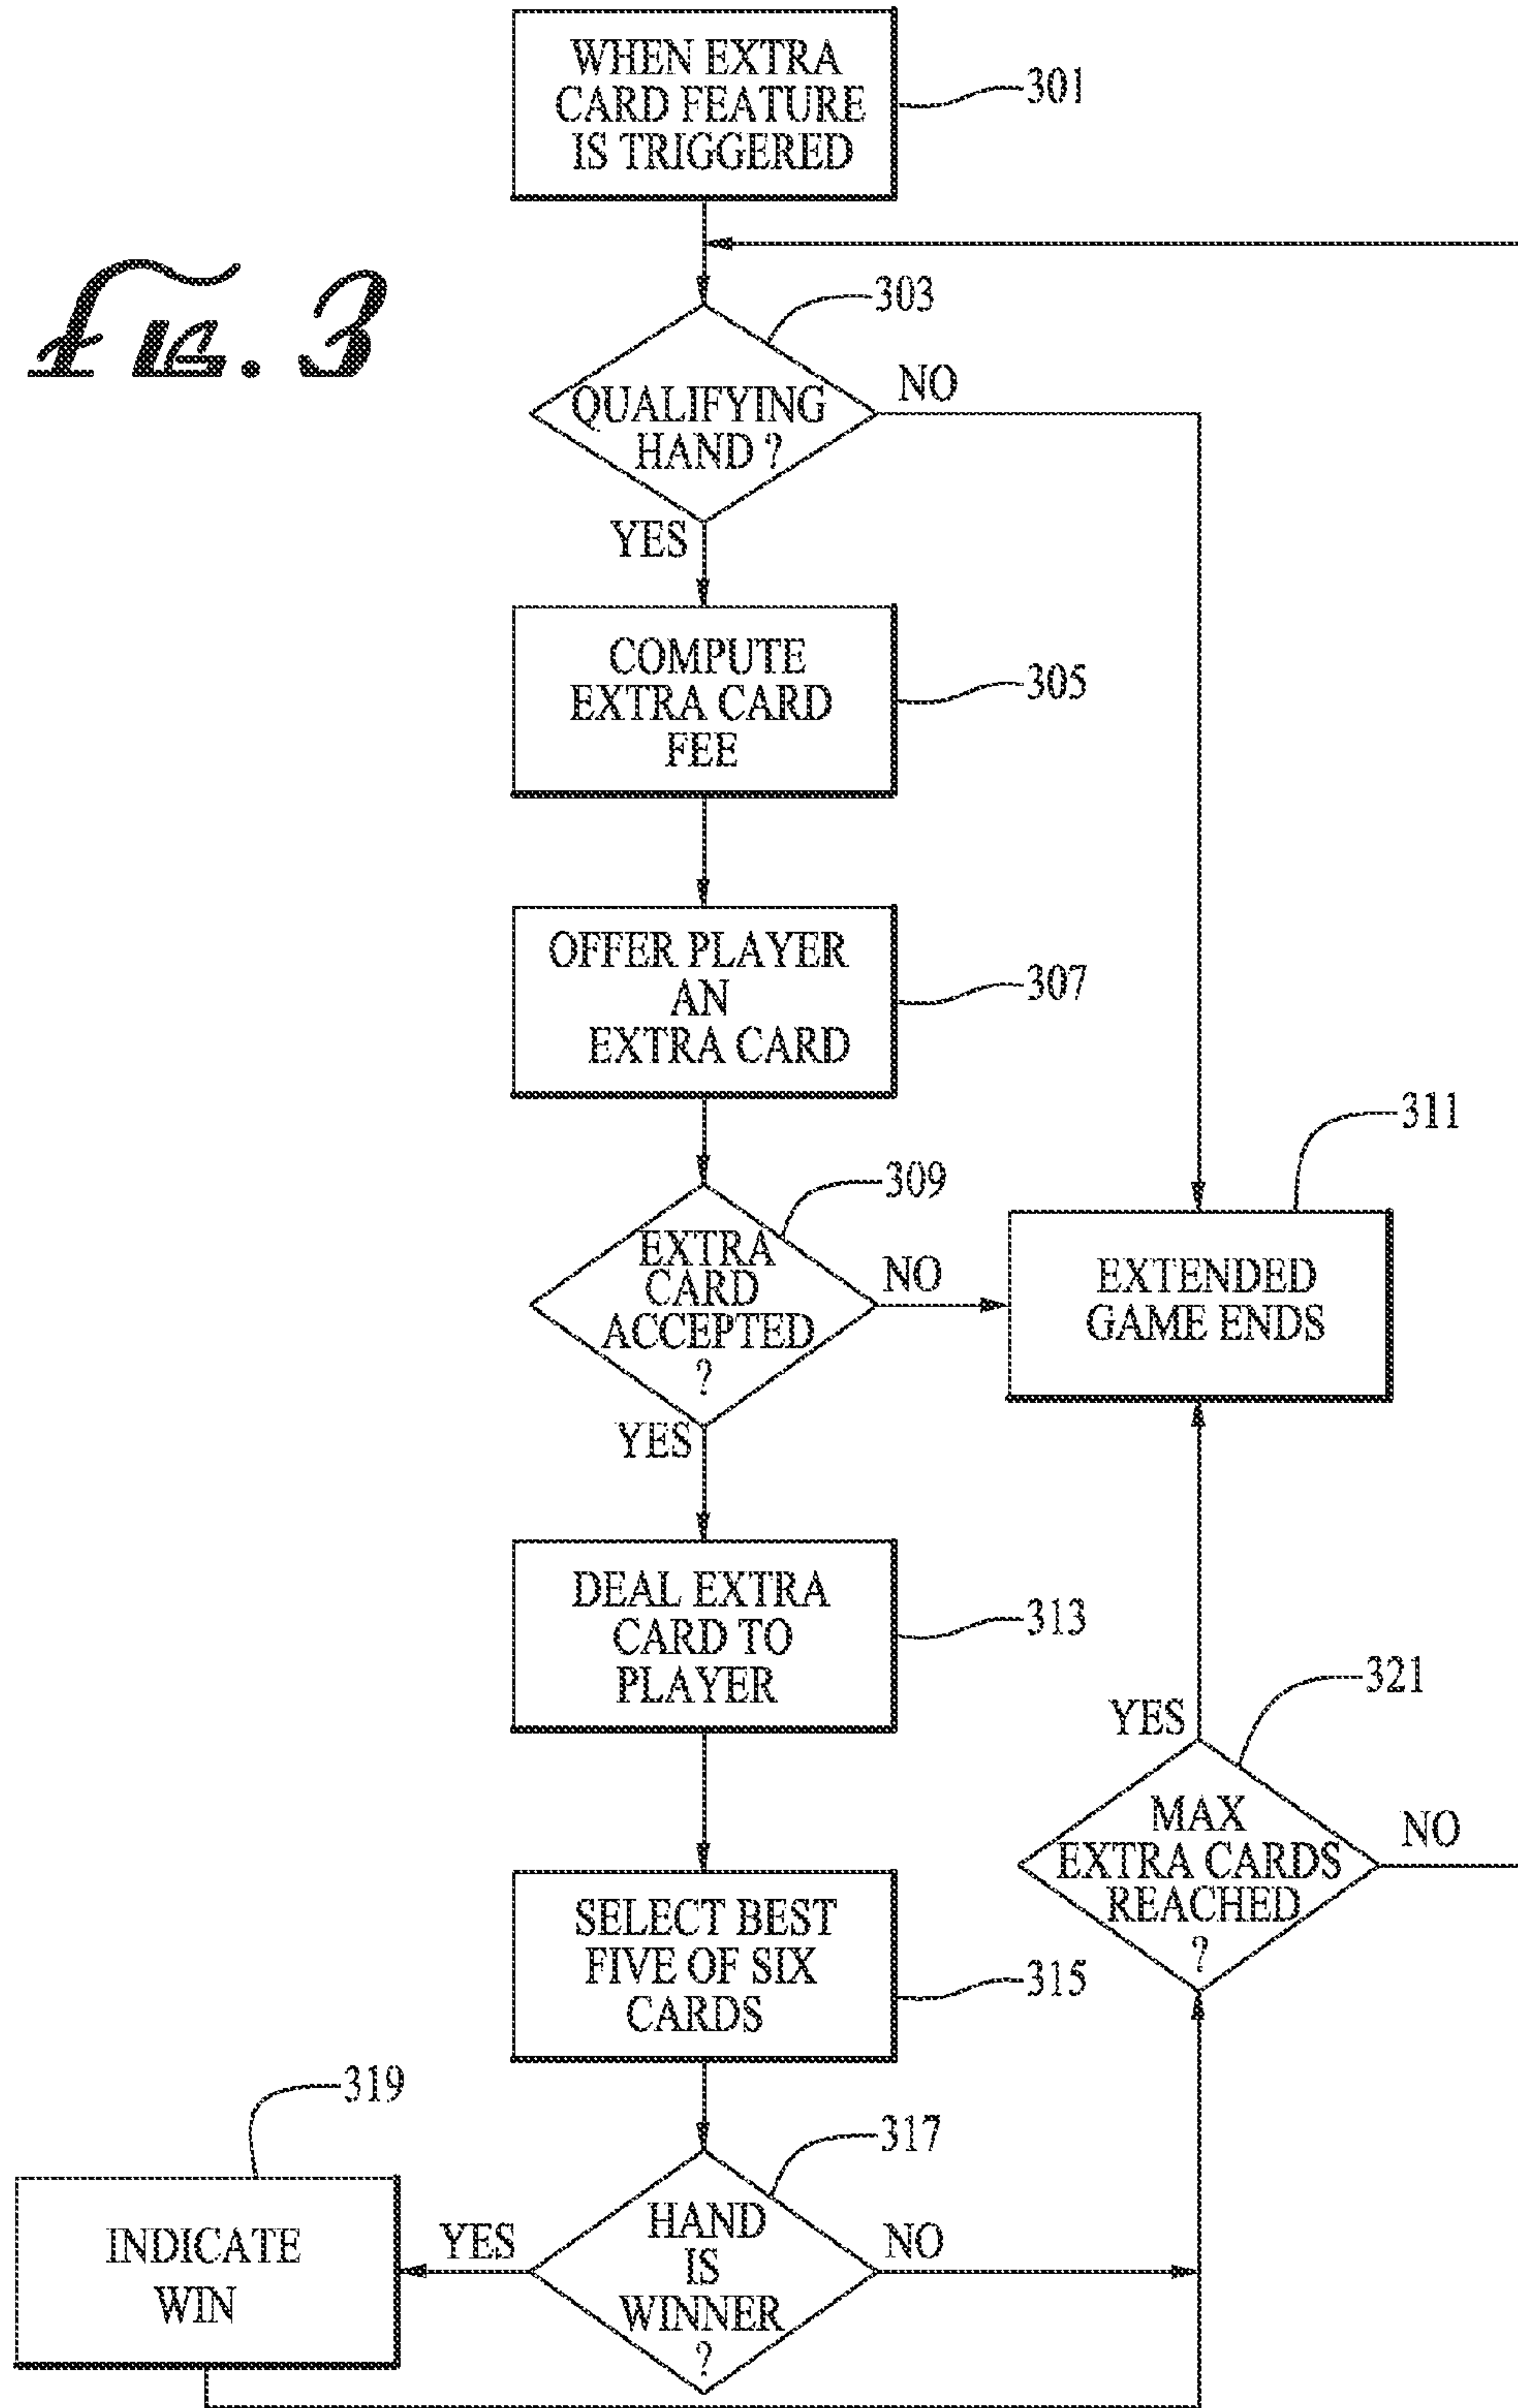 WHEN EXTRA
CARD FEATURE
IS TRIGGERED
301
FIG. 3
303
QUALIFYING
HAND ?
NO
YES
COMPUTE
EXTRA CARD
FEE
305
OFFER PLAYER
AN
EXTRA CARD
307
309
EXTRA
CARD
ACCEPTED
?
NO
YES
311
EXTENDED
GAME ENDS
DEAL EXTRA
CARD TO
PLAYER
313
321
YES
MAX
EXTRA CARDS
REACHED
?
NO
SELECT BEST
FIVE OF SIX
CARDS
315
317
HAND
IS
WINNER
?
YES
NO
319
INDICATE
WIN